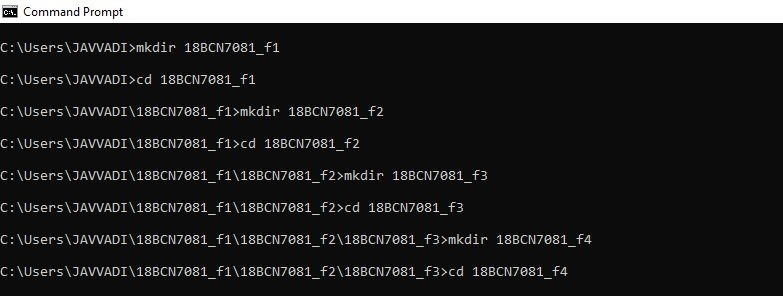 Command Prompt
C:\Users\JAVVADI>mkdir 18BCN7081_f1
C:\Users\JAVVADI>cd 18BCN7081_f1
C:\Users\JAVVADI\18BCN7081_f1>mkdir 18BCN7081_f2
C:\Users\JAVVADI\18BCN7081_f1>cd 18BCN7081_f2
C:\Users\JAVVADI\18BCN7081_f1\18BCN7081_f2>mkdir 18BCN7081_f3
C:\Users\JAVVADI\18BCN7081_f1\18BCN7081_f2>cd 18BCN7081_f3
C:\Users\JAVVADI\18BCN7081_f1\18BCN7081_f2\18BCN7081_f3>mkdir 18BCN7081_f4
C:\Users\JAVVADI\18BCN7081_f1\18BCN7081_f2\18BCN7081_f3>cd 18BCN7081_f4